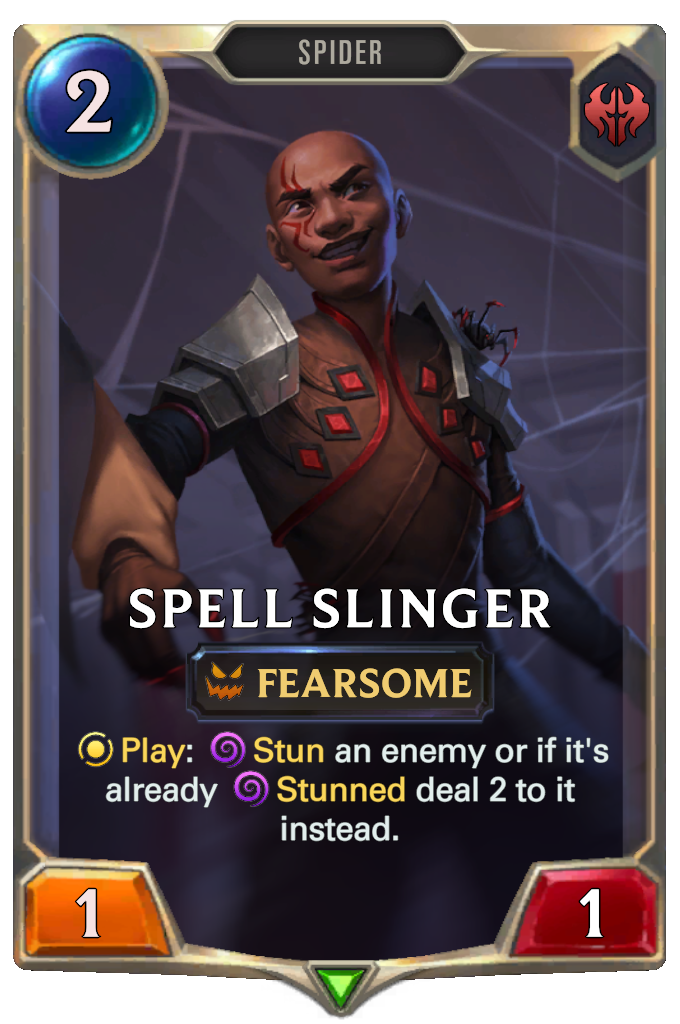 SPIDER
2
SPELL SLINGER
FEARSOME
Play: Stun an enemy or if it's
already Stunned deal 2 to it
instead.
1
1